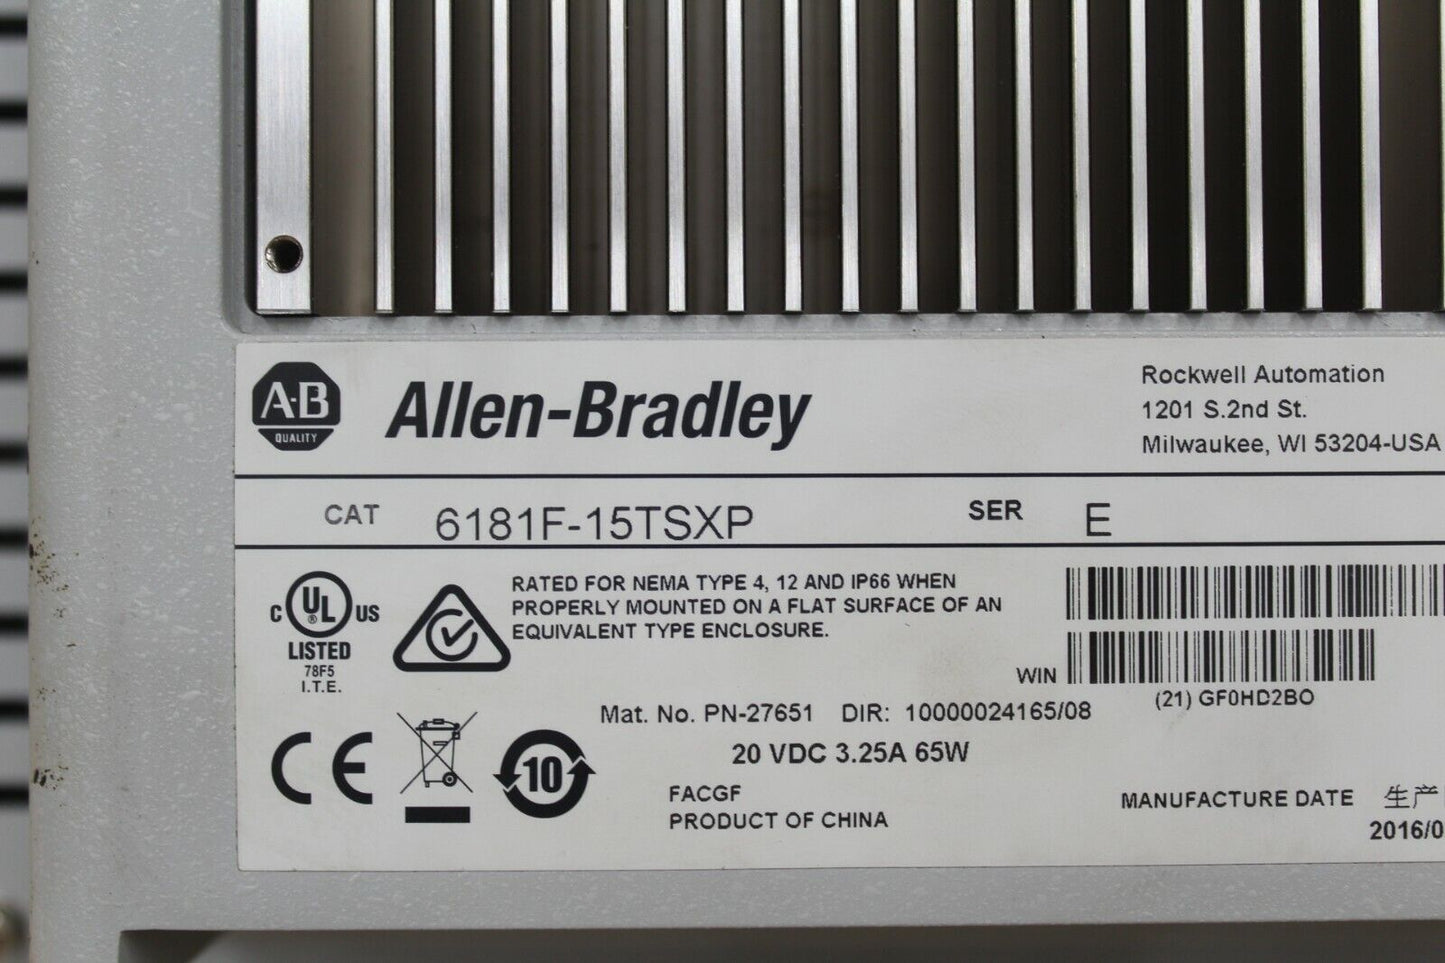 A-B
QUALITY
Allen-Bradley
Rockwell Automation
1201 S.2nd St.
Milwaukee, WI 53204-USA
CAT 6181F-15TSXP SER E
C UL US
®
LISTED
78F5
I.T.E.
RATED FOR NEMA TYPE 4, 12 AND IP66 WHEN
PROPERLY MOUNTED ON A FLAT SURFACE OF AN
EQUIVALENT TYPE ENCLOSURE.
WIN
(21) GF0HD2BO
Mat. No. PN-27651 DIR: 10000024165/08
20 VDC 3.25A 65W
CE
10
FACGF
PRODUCT OF CHINA
MANUFACTURE DATE 生产
2016/0